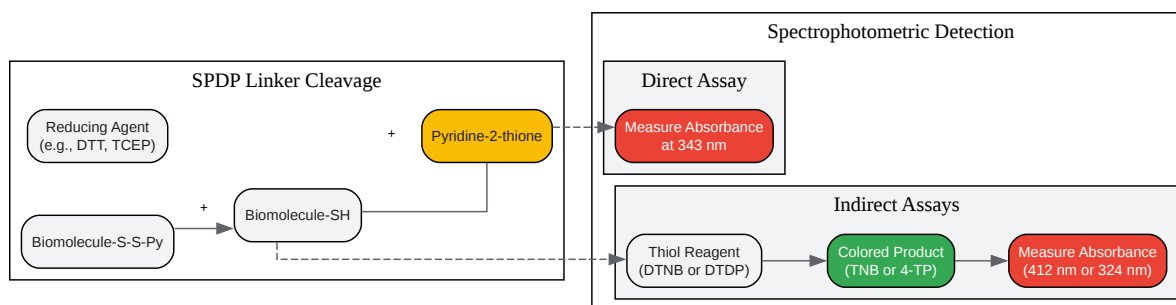 Spectrophotometric Detection
SPDP Linker Cleavage
Direct Assay
Reducing Agent
(e.g., DTT, TCEP)
+
Pyridine-2-thione
Measure Absorbance
at 343 nm
Indirect Assays
+
Biomolecule-SH
Biomolecule-S-S-Py
Thiol Reagent
(DTNB or DTDP)
Colored Product
(TNB or 4-TP)
Measure Absorbance
(412 nm or 324 nm)